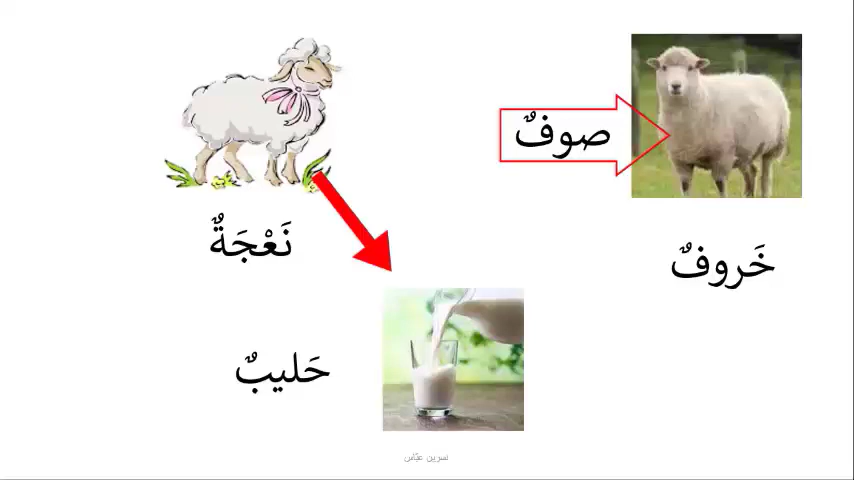 صوفٌ
خَروفٌ
نَعْجَةٌ
حَليبٌ
نسرين عبّاس